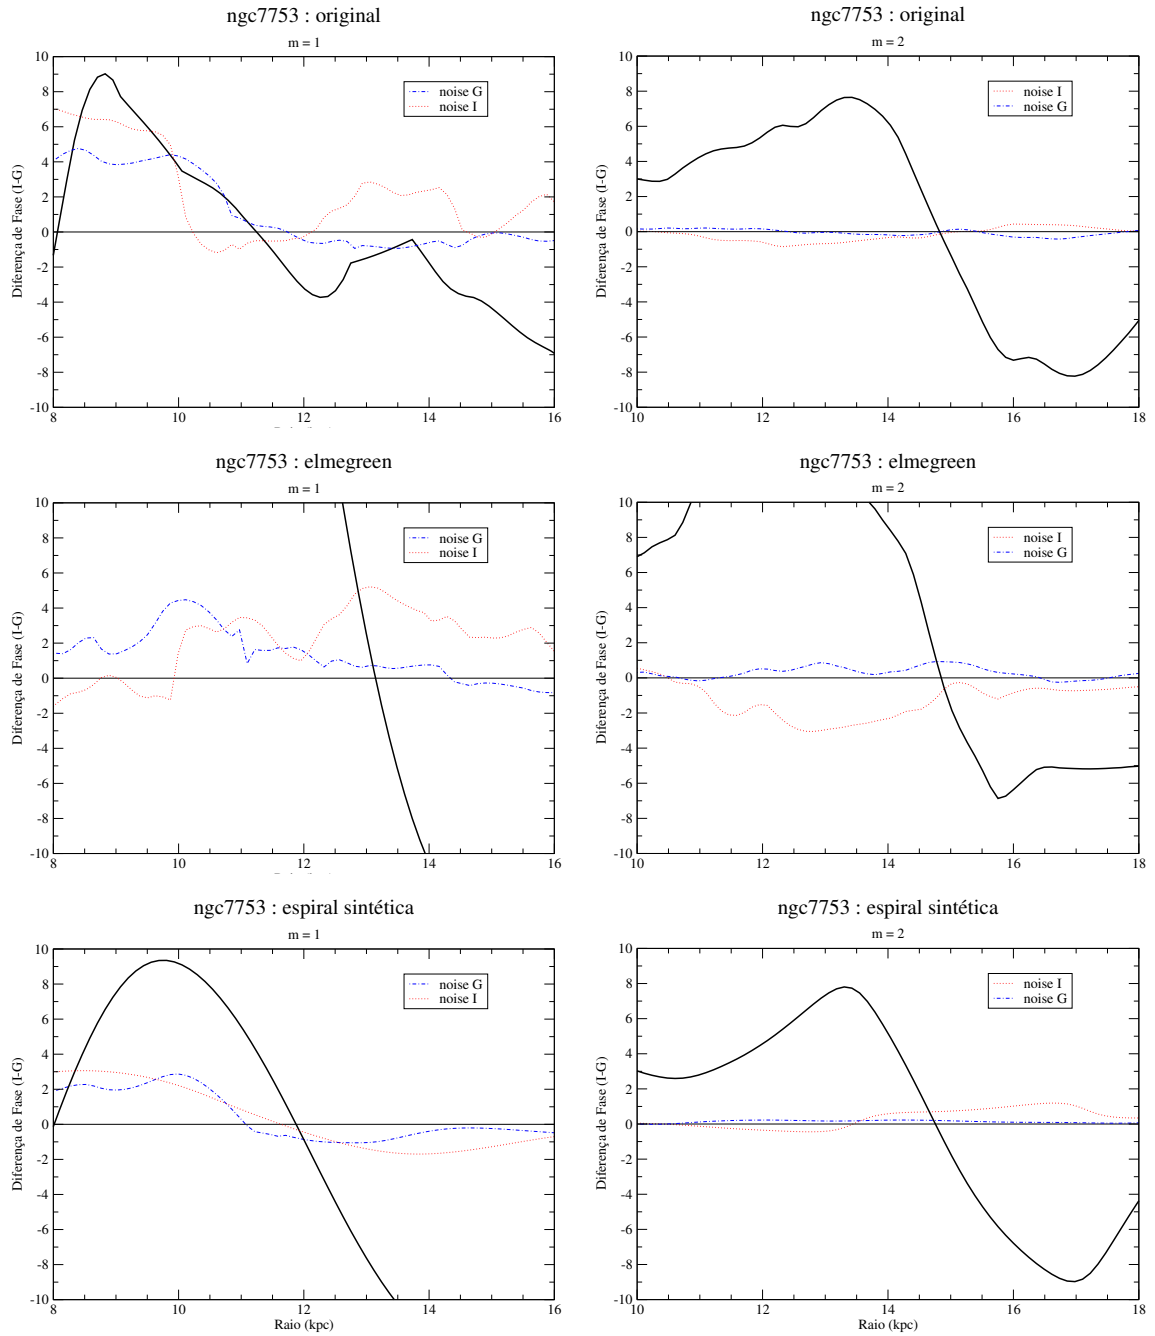 ngc7753 : original
m = 1
10
8
6
4
2
0
-2
-4
-6
-8
-10
Diferença de Fase (I-G)
noise G
noise I
8 10 12 14 16
ngc7753 : original
m = 2
10
8
6
4
2
0
-2
-4
-6
-8
-10
Diferença de Fase (I-G)
noise I
noise G
10 12 14 16 18
ngc7753 : elmegreen
m = 1
10
8
6
4
2
0
-2
-4
-6
-8
-10
Diferença de Fase (I-G)
noise G
noise I
8 10 12 14 16
ngc7753 : elmegreen
m = 2
10
8
6
4
2
0
-2
-4
-6
-8
-10
Diferença de Fase (I-G)
noise I
noise G
10 12 14 16 18
ngc7753 : espiral sintética
m = 1
10
8
6
4
2
0
-2
-4
-6
-8
-10
Diferença de Fase (I-G)
noise G
noise I
8 10 12 14 16
Raio (kpc)
ngc7753 : espiral sintética
m = 2
10
8
6
4
2
0
-2
-4
-6
-8
-10
Diferença de Fase (I-G)
noise I
noise G
10 12 14 16 18
Raio (kpc)